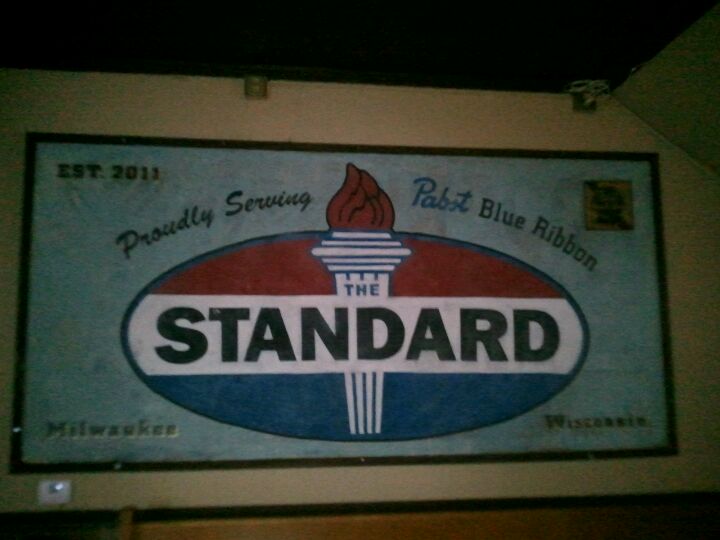 EST. 2011
Proudly Serving Pabst Blue Ribbon
THE
STANDARD
Milwaukee Wisconsin